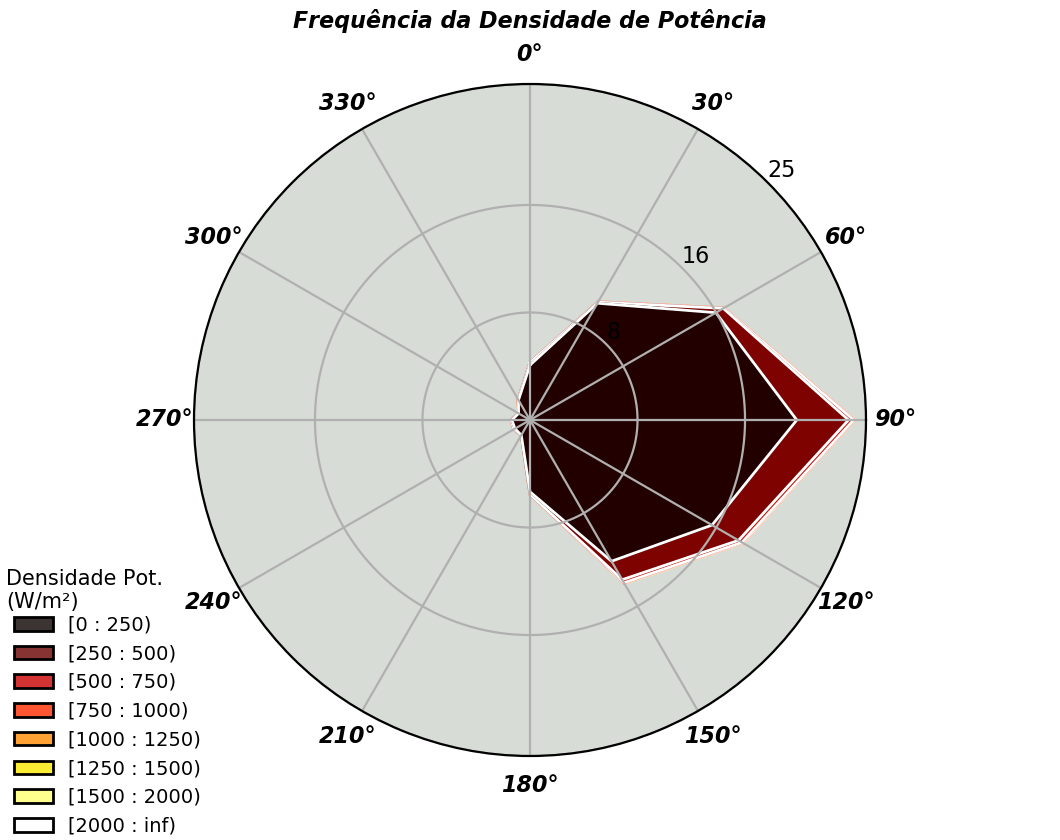 Frequência da Densidade de Potência
0°
330°
30°
25
300°
60°
16
8
270°
90°
Densidade Pot.
(W/m²)
240°
120°
[0 : 250)
[250 : 500)
[500 : 750)
[750 : 1000)
210°
150°
[1000 : 1250)
[1250 : 1500)
180°
[1500 : 2000)
[2000 : inf)